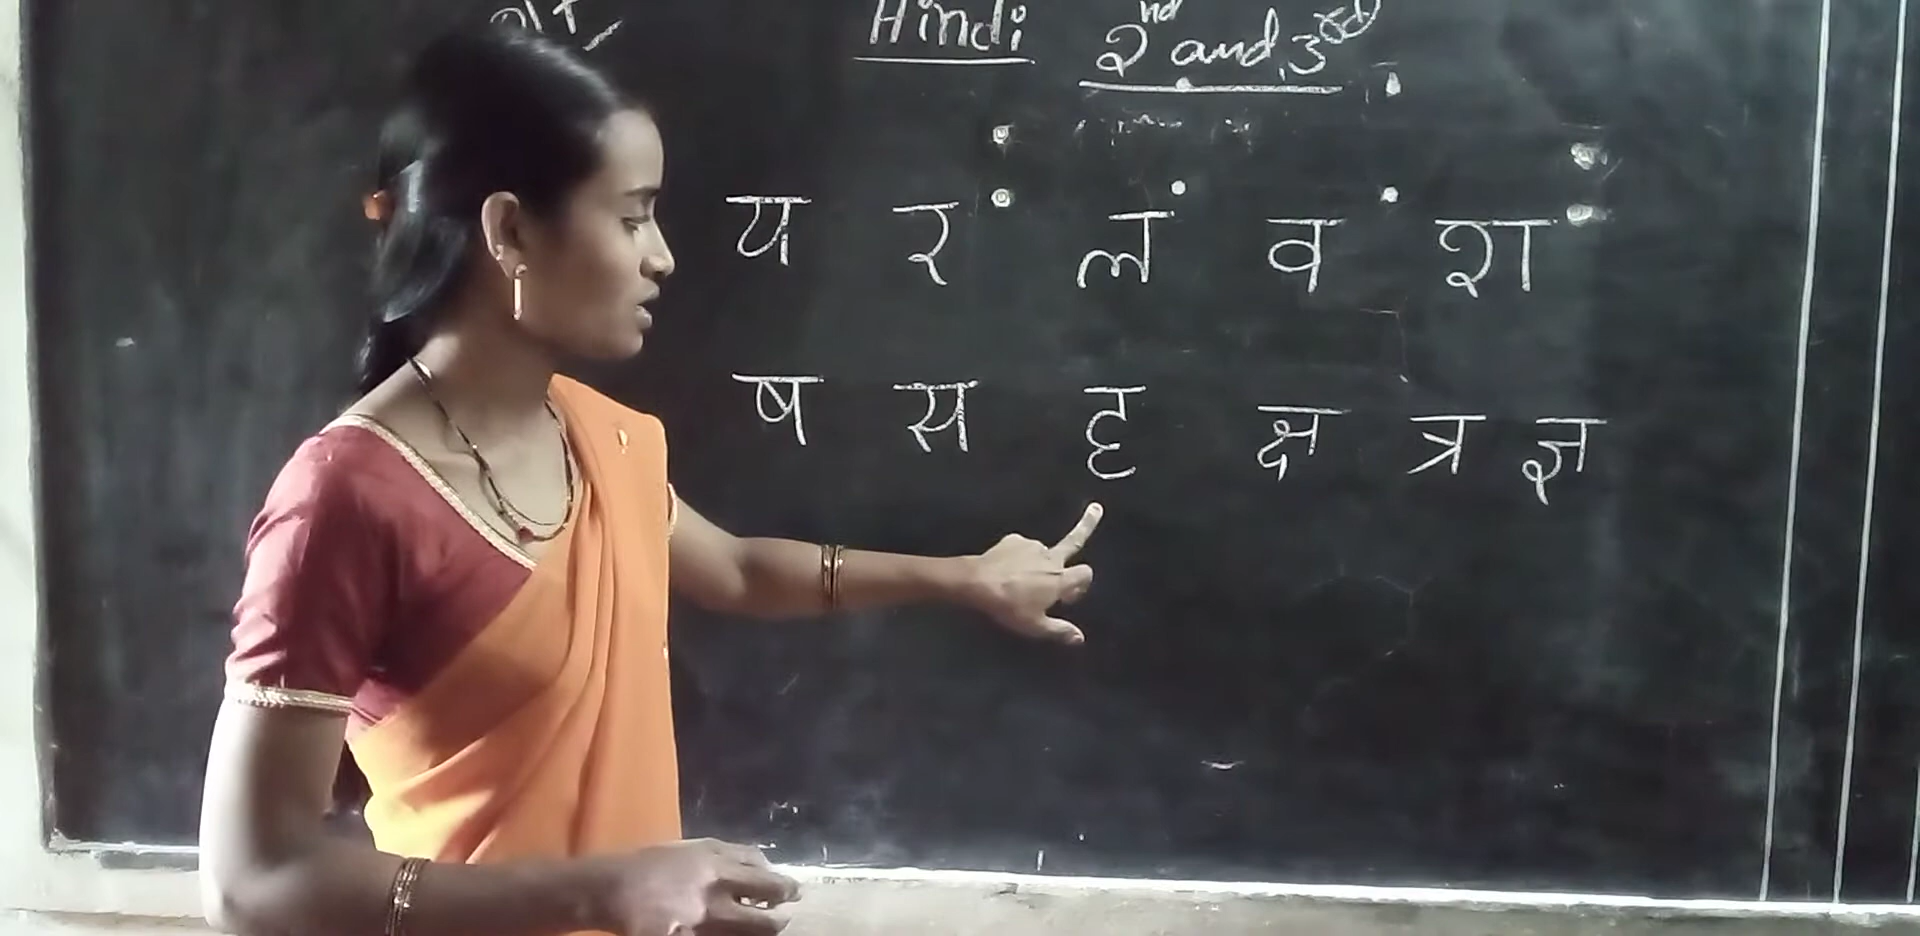 Hindi 2nd and 3rd
य र लं व श
ष स ह क्ष त्र ज्ञ